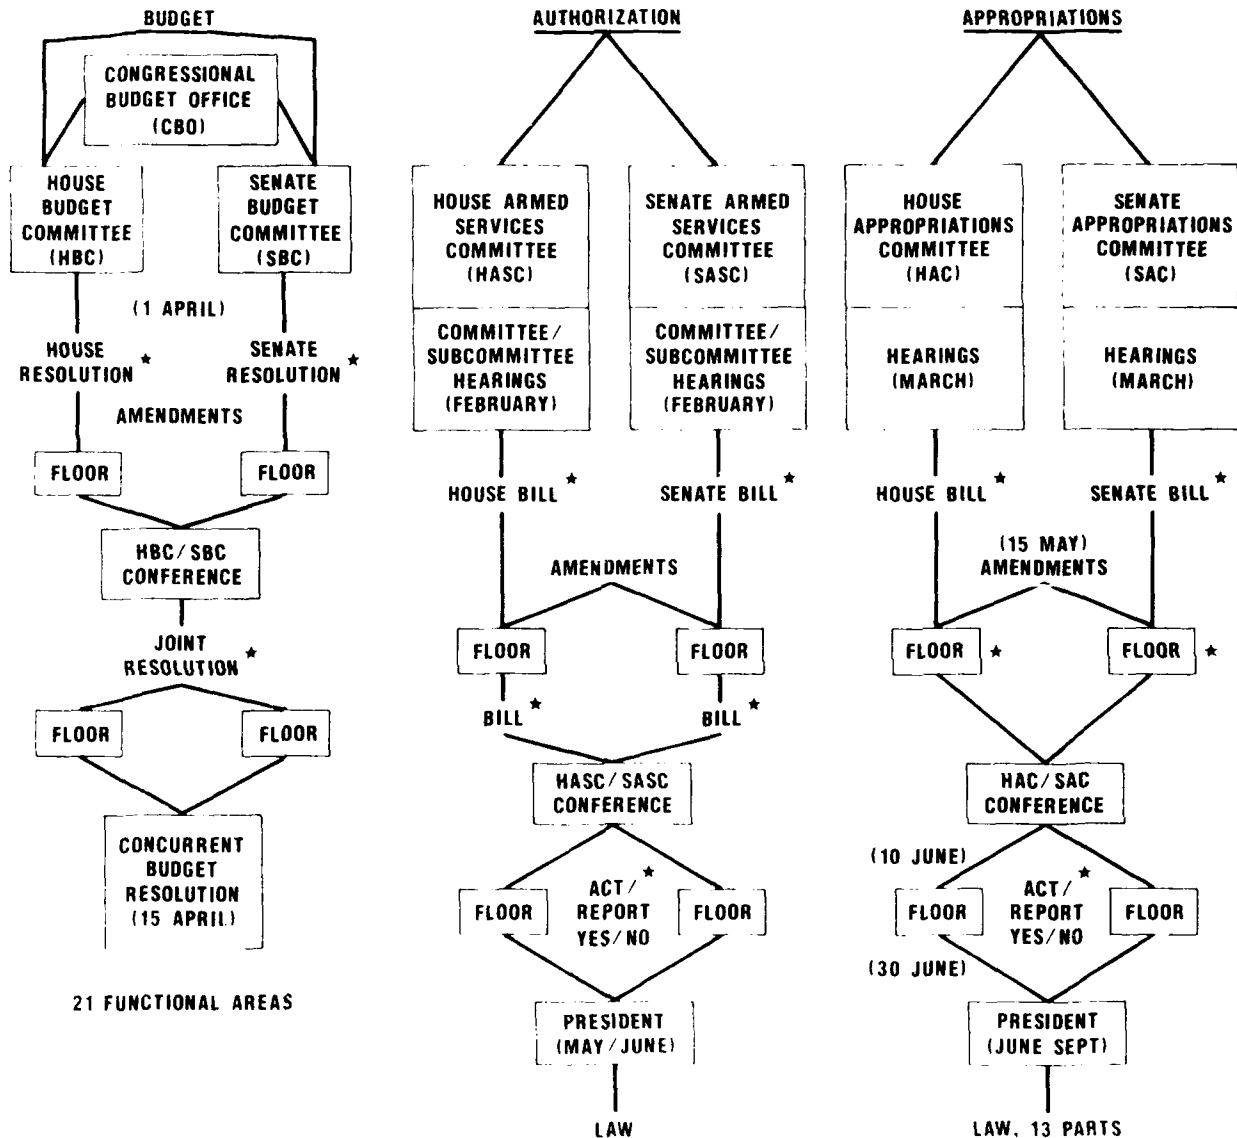 BUDGET
CONGRESSIONAL
BUDGET OFFICE
(CBO)
HOUSE
BUDGET
COMMITTEE
(HBC)
SENATE
BUDGET
COMMITTEE
(SBC)
(1 APRIL)
HOUSE
RESOLUTION ★
SENATE
RESOLUTION ★
AMENDMENTS
FLOOR
FLOOR
HBC/SBC
CONFERENCE
JOINT
RESOLUTION ★
FLOOR
FLOOR
CONCURRENT
BUDGET
RESOLUTION
(15 APRIL)
21 FUNCTIONAL AREAS
AUTHORIZATION
HOUSE ARMED
SERVICES
COMMITTEE
(HASC)
SENATE ARMED
SERVICES
COMMITTEE
(SASC)
COMMITTEE/
SUBCOMMITTEE
HEARINGS
(FEBRUARY)
COMMITTEE/
SUBCOMMITTEE
HEARINGS
(FEBRUARY)
HOUSE BILL ★
SENATE BILL ★
AMENDMENTS
FLOOR
FLOOR
BILL ★
BILL ★
HASC/SASC
CONFERENCE
FLOOR
ACT/ ★
REPORT
YES/NO
FLOOR
PRESIDENT
(MAY/JUNE)
LAW
APPROPRIATIONS
HOUSE
APPROPRIATIONS
COMMITTEE
(HAC)
SENATE
APPROPRIATIONS
COMMITTEE
(SAC)
HEARINGS
(MARCH)
HEARINGS
(MARCH)
HOUSE BILL ★
SENATE BILL ★
(15 MAY)
AMENDMENTS
FLOOR ★
FLOOR ★
HAC/SAC
CONFERENCE
(10 JUNE)
FLOOR
ACT/ ★
REPORT
YES/NO
FLOOR
(30 JUNE)
PRESIDENT
(JUNE SEPT)
LAW, 13 PARTS